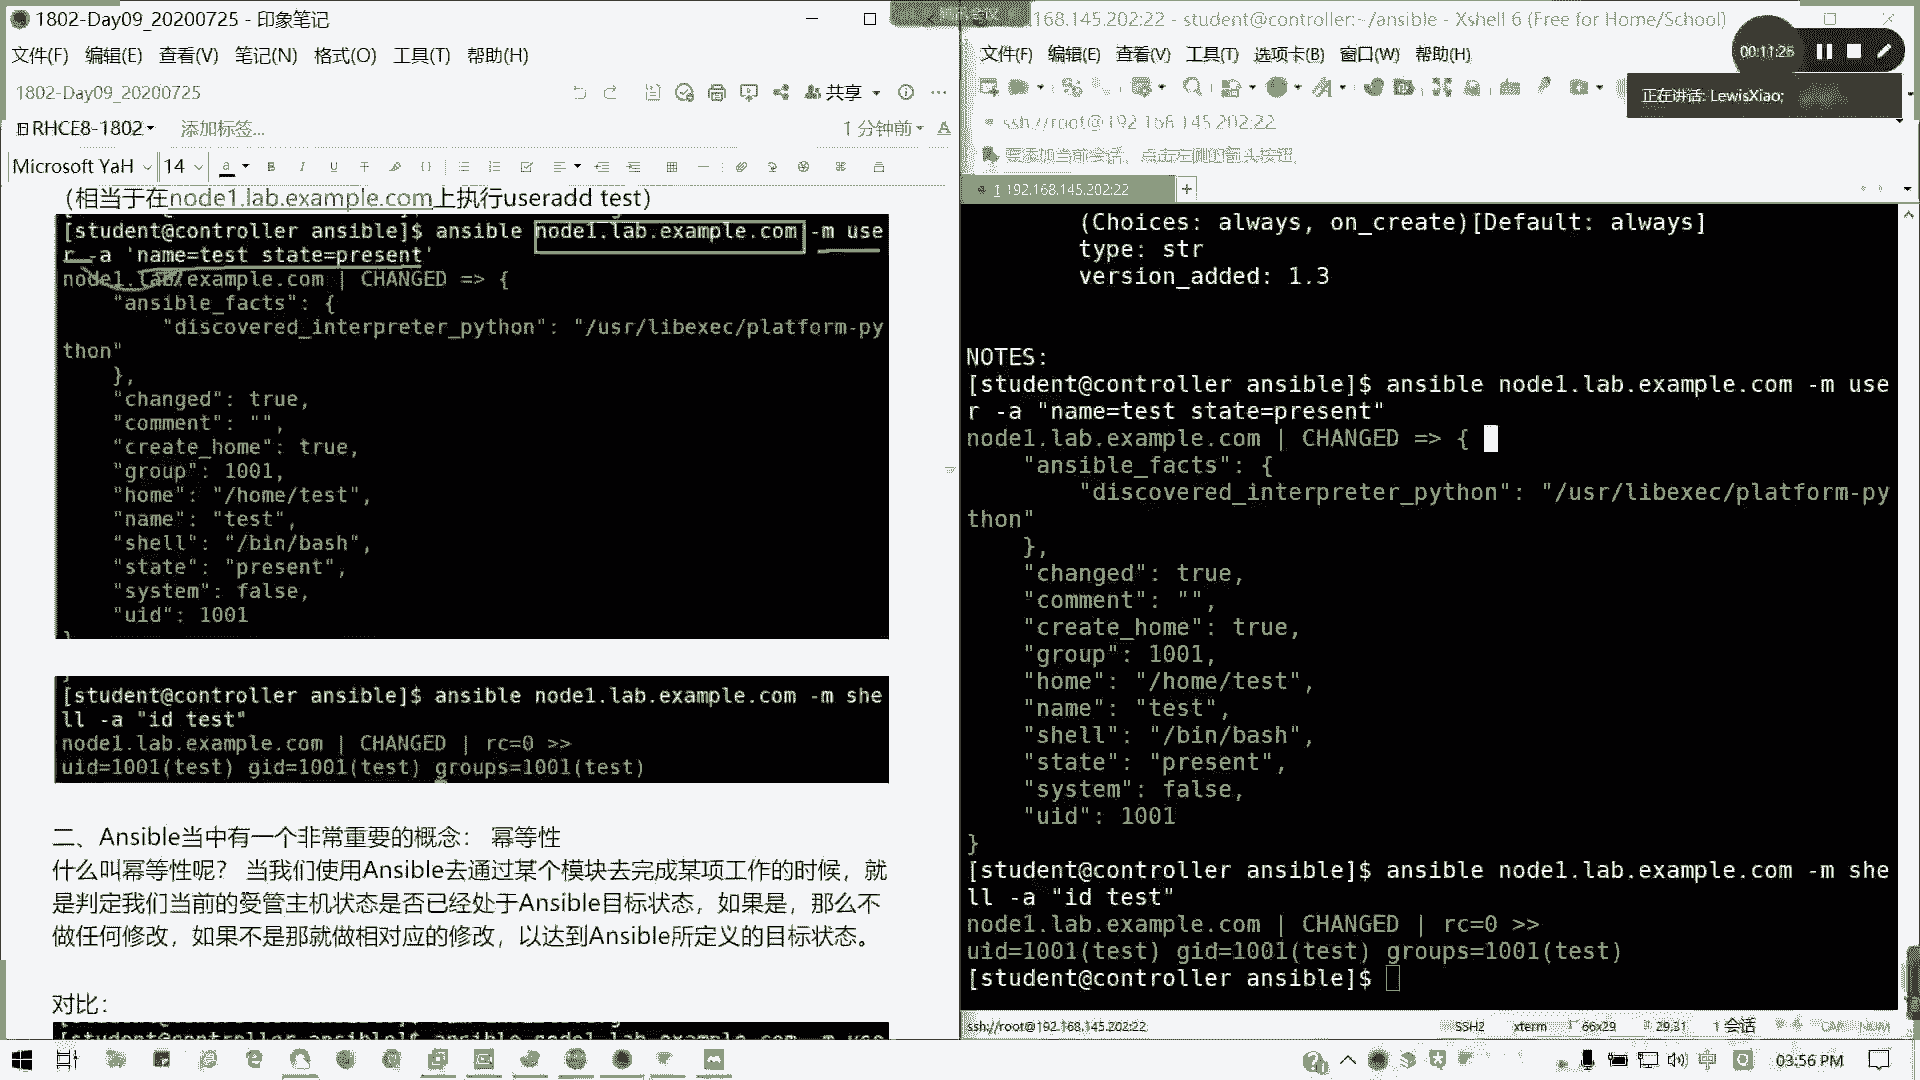 1802-Day09_20200725 - 印象笔记
文件(F) 编辑(E) 查看(V) 笔记(N) 格式(O) 工具(T) 帮助(H)
1802-Day09_20200725
共享
RHCE8-1802
添加标签...
1 分钟前
Microsoft YaH
14
（相当于在node1.lab.example.com上执行useradd test）
[student@controller ansible]$ ansible node1.lab.example.com -m use
r -a 'name=test state=present'
node1.lab.example.com | CHANGED => {
"ansible_facts": {
"discovered_interpreter_python": "/usr/libexec/platform-py
thon"
},
"changed": true,
"comment": "",
"create_home": true,
"group": 1001,
"home": "/home/test",
"name": "test",
"shell": "/bin/bash",
"state": "present",
"system": false,
"uid": 1001
}
[student@controller ansible]$ ansible node1.lab.example.com -m she
ll -a "id test"
node1.lab.example.com | CHANGED | rc=0 >>
uid=1001(test) gid=1001(test) groups=1001(test)
二、Ansible当中有一个非常重要的概念： 幂等性
什么叫幂等性呢？ 当我们使用Ansible去通过某个模块去完成某项工作的时候，就
是判定我们当前的受管主机状态是否已经处于Ansible目标状态，如果是，那么不
做任何修改，如果不是那就做相对应的修改，以达到Ansible所定义的目标状态。
对比：
[student@controller ansible]$ ansible node1.lab.example.com -m use
168.145.202:22 - student@controller:~/ansible - Xshell 6 (Free for Home/School)
文件(F) 编辑(E) 查看(V) 工具(T) 选项卡(B) 窗口(W) 帮助(H)
00:11:26
正在讲话: LewisXiao;
ssh://root@192.168.145.202:22
要添加当前会话，点击左侧的箭头按钮。
1 192.168.145.202:22
(Choices: always, on_create)[Default: always]
type: str
version_added: 1.3
NOTES:
[student@controller ansible]$ ansible node1.lab.example.com -m use
r -a "name=test state=present"
node1.lab.example.com | CHANGED => {
"ansible_facts": {
"discovered_interpreter_python": "/usr/libexec/platform-py
thon"
},
"changed": true,
"comment": "",
"create_home": true,
"group": 1001,
"home": "/home/test",
"name": "test",
"shell": "/bin/bash",
"state": "present",
"system": false,
"uid": 1001
}
[student@controller ansible]$ ansible node1.lab.example.com -m she
ll -a "id test"
node1.lab.example.com | CHANGED | rc=0 >>
uid=1001(test) gid=1001(test) groups=1001(test)
[student@controller ansible]$
ssh://root@192.168.145.202:22 SSH2 xterm 66x29 29,31 1 会话 CAP NUM
中 03:56 PM